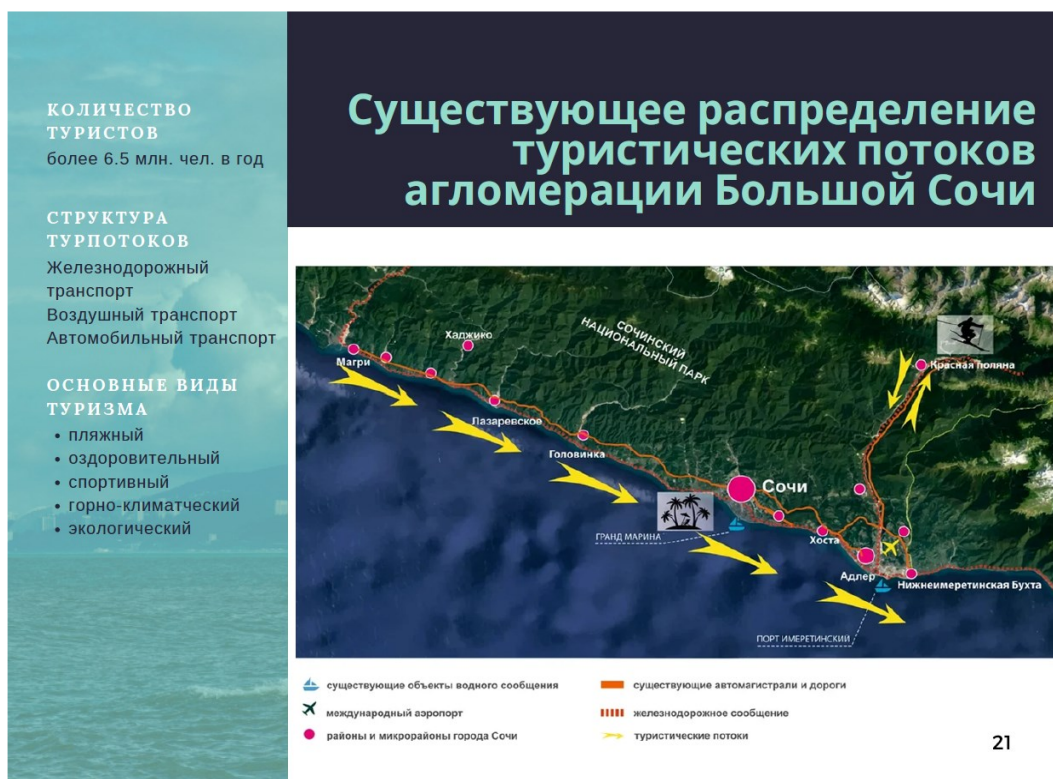 КОЛИЧЕСТВО
ТУРИСТОВ
более 6.5 млн. чел. в год
СТРУКТУРА
ТУРПОТОКОВ
Железнодорожный
транспорт
Воздушный транспорт
Автомобильный транспорт
ОСНОВНЫЕ ВИДЫ
ТУРИЗМА
• пляжный
• оздоровительный
• спортивный
• горно-климатческий
• экологический
Существующее распределение
туристических потоков
агломерации Большой Сочи
Магри
Хаджико
СОЧИНСКИЙ
НАЦИОНАЛЬНЫЙ ПАРК
Красная поляна
Лазаревское
Головинка
Сочи
ГРАНД МАРИНА
Хоста
Адлер
Нижнеимеретинская Бухта
ПОРТ ИМЕРЕТИНСКИЙ
существующие объекты водного сообщения
международный аэропорт
районы и микрорайоны города Сочи
существующие автомагистрали и дороги
железнодорожное сообщение
туристические потоки
21